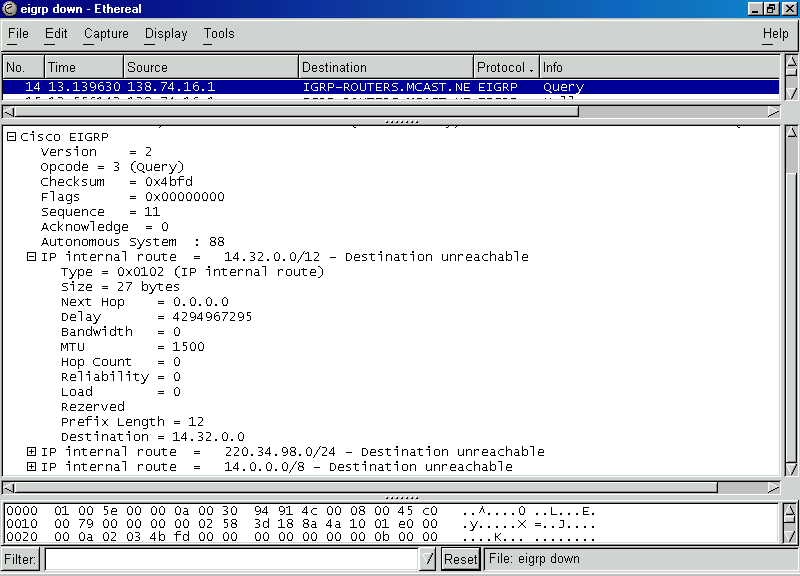 eigrp down - Ethereal
File Edit Capture Display Tools Help
No. Time Source Destination Protocol . Info
14 13.139630 138.74.16.1 IGRP-ROUTERS.MCAST.NE EIGRP Query
Cisco EIGRP
Version = 2
Opcode = 3 (Query)
Checksum = 0x4bfd
Flags = 0x00000000
Sequence = 11
Acknowledge = 0
Autonomous System : 88
IP internal route = 14.32.0.0/12 - Destination unreachable
Type = 0x0102 (IP internal route)
Size = 27 bytes
Next Hop = 0.0.0.0
Delay = 4294967295
Bandwidth = 0
MTU = 1500
Hop Count = 0
Reliability = 0
Load = 0
Rezerved
Prefix Length = 12
Destination = 14.32.0.0
IP internal route = 220.34.98.0/24 - Destination unreachable
IP internal route = 14.0.0.0/8 - Destination unreachable
0000 01 00 5e 00 00 0a 00 30 94 91 4c 00 08 00 45 c0 ..^....0 ..L...E.
0010 00 79 00 00 00 00 02 58 3d 18 8a 4a 10 01 e0 00 .y.....X =..J....
0020 00 0a 02 03 4b fd 00 00 00 00 00 00 00 0b 00 00 ....K... ........
Filter: Reset File: eigrp down